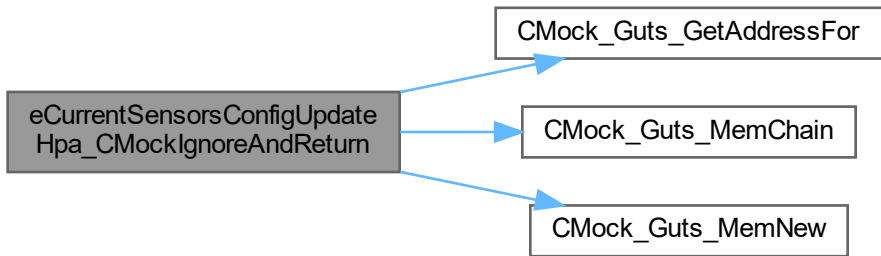 CMock_Guts_GetAddressFor
eCurrentSensorsConfigUpdate
Hpa_CMockIgnoreAndReturn
CMock_Guts_MemChain
CMock_Guts_MemNew